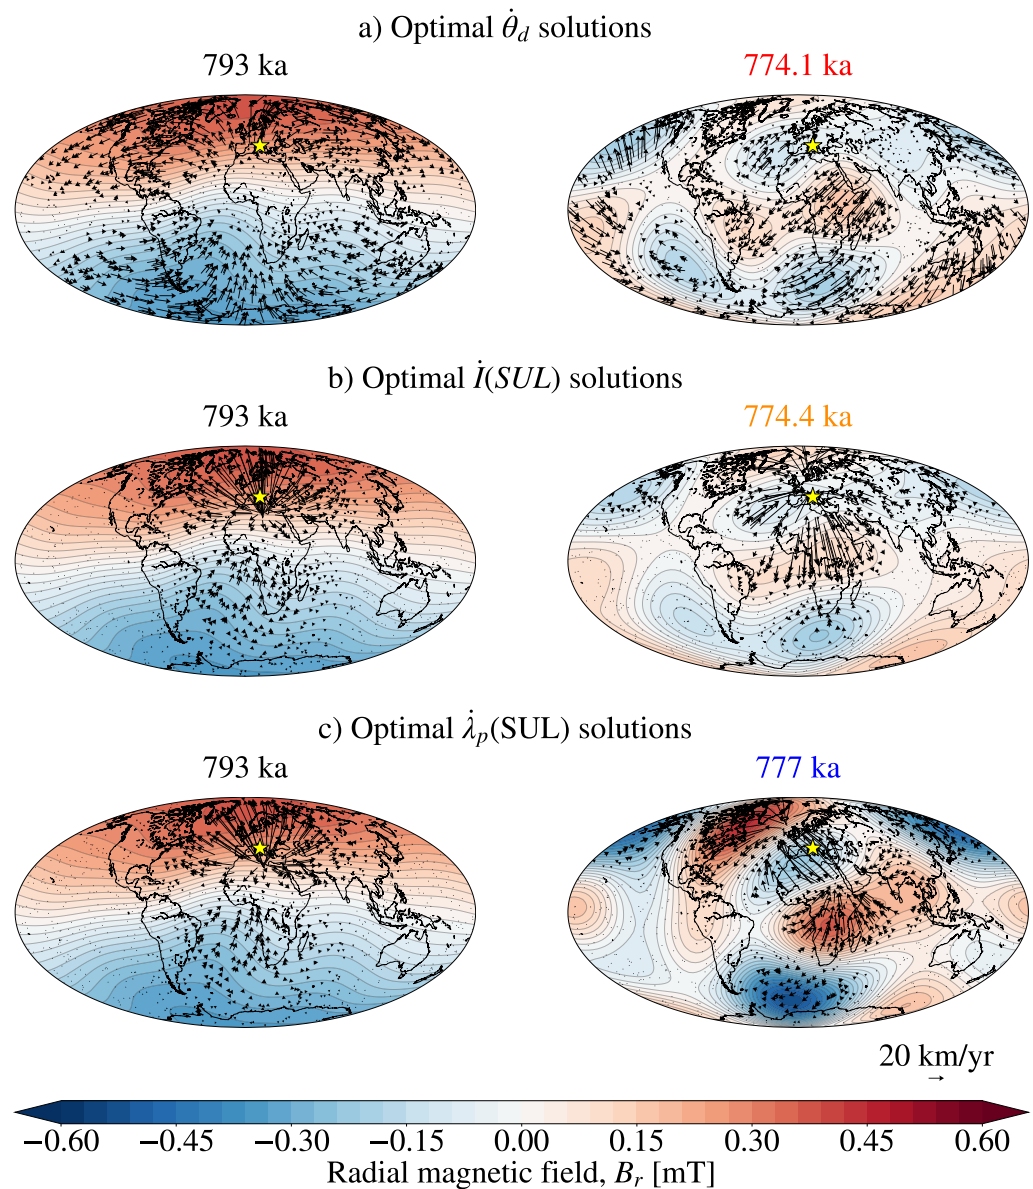 a) Optimal θ̇_d solutions
793 ka
774.1 ka
b) Optimal İ(SUL) solutions
793 ka
774.4 ka
c) Optimal λ̇_p(SUL) solutions
793 ka
777 ka
20 km/yr
−0.60 −0.45 −0.30 −0.15 0.00 0.15 0.30 0.45 0.60
Radial magnetic field, B_r [mT]